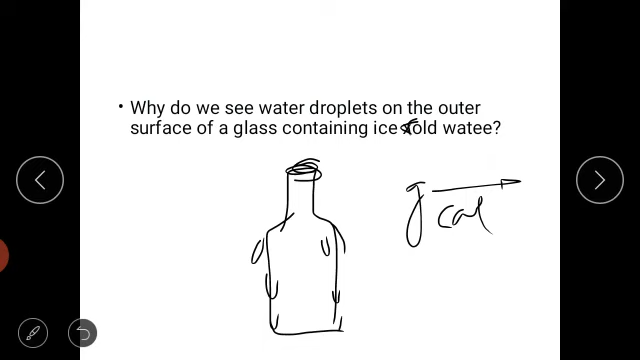 • Why do we see water droplets on the outer
surface of a glass containing ice cold watee?
g